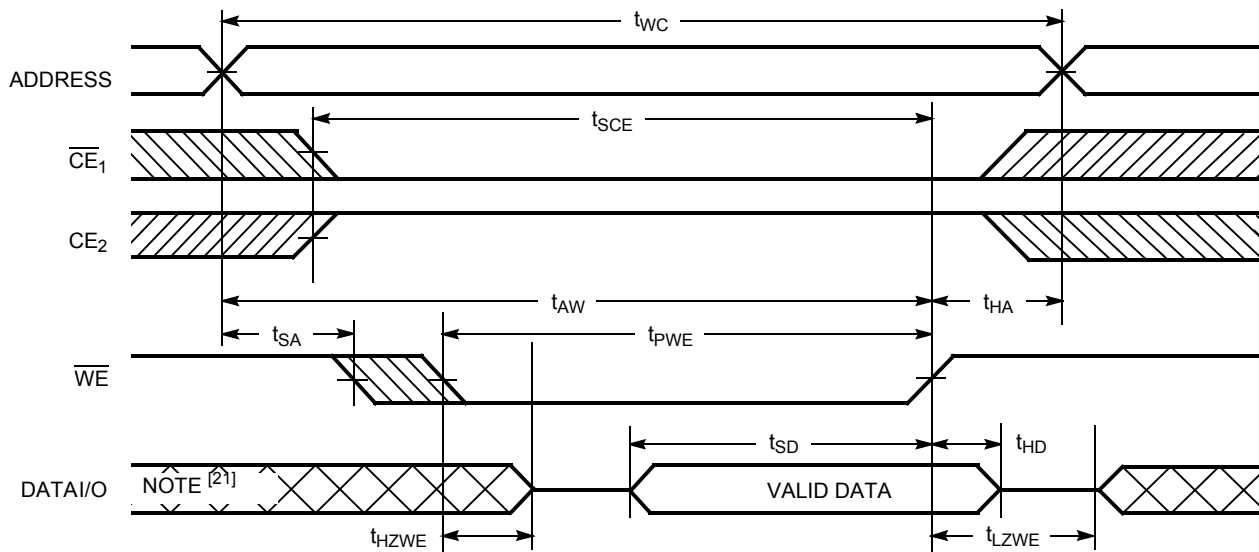 tWC
ADDRESS
tSCE
CE1
CE2
tAW
tHA
tSA
tPWE
WE
tSD
tHD
DATAI/O
NOTE [21]
VALID DATA
tHZWE
tLZWE